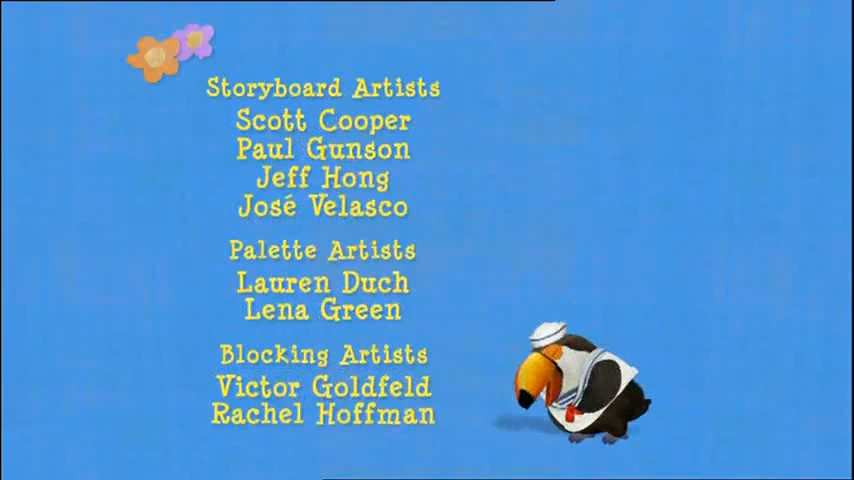 Storyboard Artists
Scott Cooper
Paul Gunson
Jeff Hong
José Velasco
Palette Artists
Lauren Duch
Lena Green
Blocking Artists
Victor Goldfeld
Rachel Hoffman